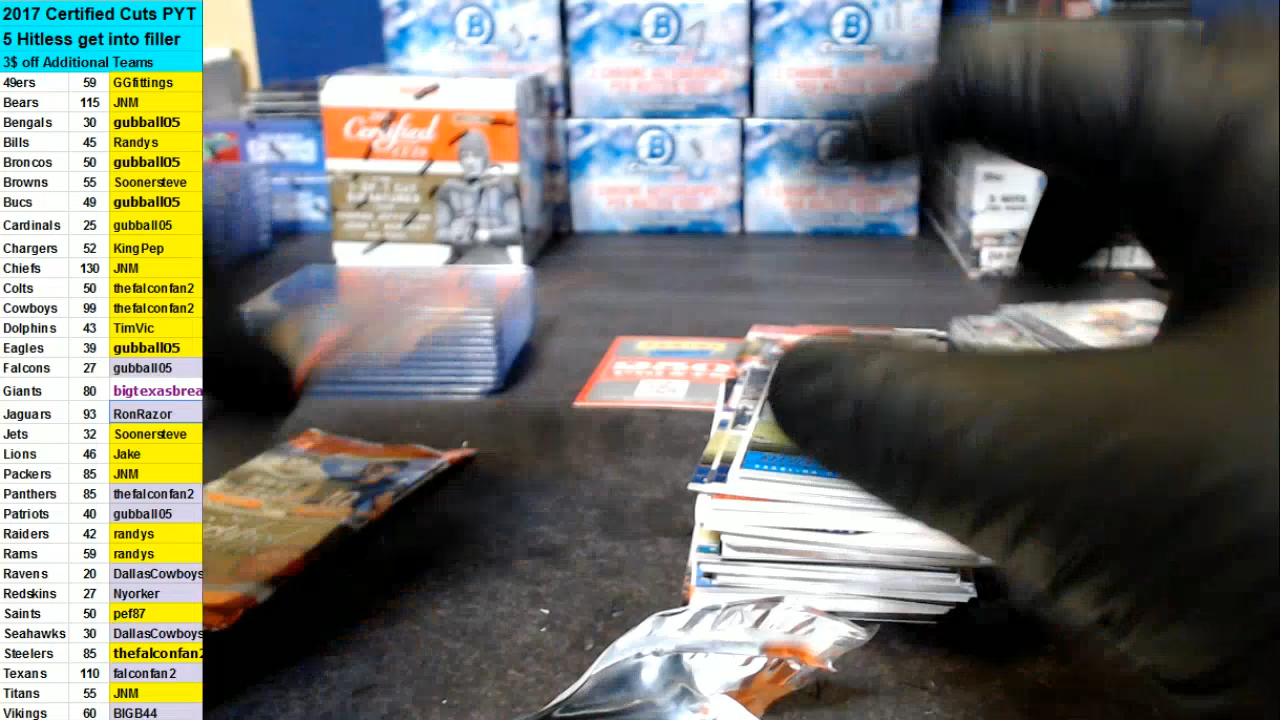 2017 Certified Cuts PYT
5 Hitless get into filler
3$ off Additional Teams
49ers 59 GGfittings
Bears 115 JNM
Bengals 30 gubball05
Bills 45 Randys
Broncos 50 gubball05
Browns 55 Soonersteve
Bucs 49 gubball05
Cardinals 25 gubball05
Chargers 52 KingPep
Chiefs 130 JNM
Colts 50 thefalconfan2
Cowboys 99 thefalconfan2
Dolphins 43 TimVic
Eagles 39 gubball05
Falcons 27 gubball05
Giants 80 bigtexasbrea
Jaguars 93 RonRazor
Jets 32 Soonersteve
Lions 46 Jake
Packers 85 JNM
Panthers 85 thefalconfan2
Patriots 40 gubball05
Raiders 42 randys
Rams 59 randys
Ravens 20 DallasCowboys
Redskins 27 Nyorker
Saints 50 pef87
Seahawks 30 DallasCowboys
Steelers 85 thefalconfan2
Texans 110 falconfan2
Titans 55 JNM
Vikings 60 BIGB44
Certified
B
B
B
B